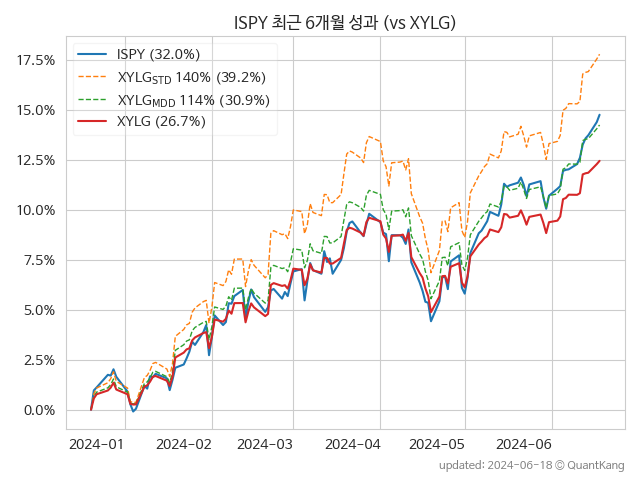 ISPY 최근 6개월 성과 (vs XYLG)
ISPY (32.0%)
XYLG_STD 140% (39.2%)
XYLG_MDD 114% (30.9%)
XYLG (26.7%)
17.5%
15.0%
12.5%
10.0%
7.5%
5.0%
2.5%
0.0%
2024-01 2024-02 2024-03 2024-04 2024-05 2024-06
updated: 2024-06-18 © QuantKang